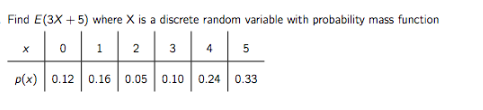 Find E(3X + 5) where X is a discrete random variable with probability mass function
x 0 1 2 3 4 5
p(x) 0.12 0.16 0.05 0.10 0.24 0.33